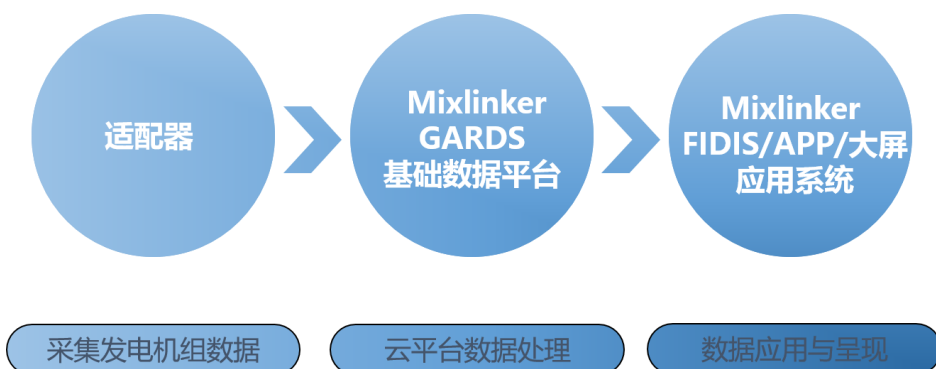 适配器
Mixlinker
GARDS
基础数据平台
Mixlinker
FIDIS/APP/大屏
应用系统
采集发电机组数据
云平台数据处理
数据应用与呈现